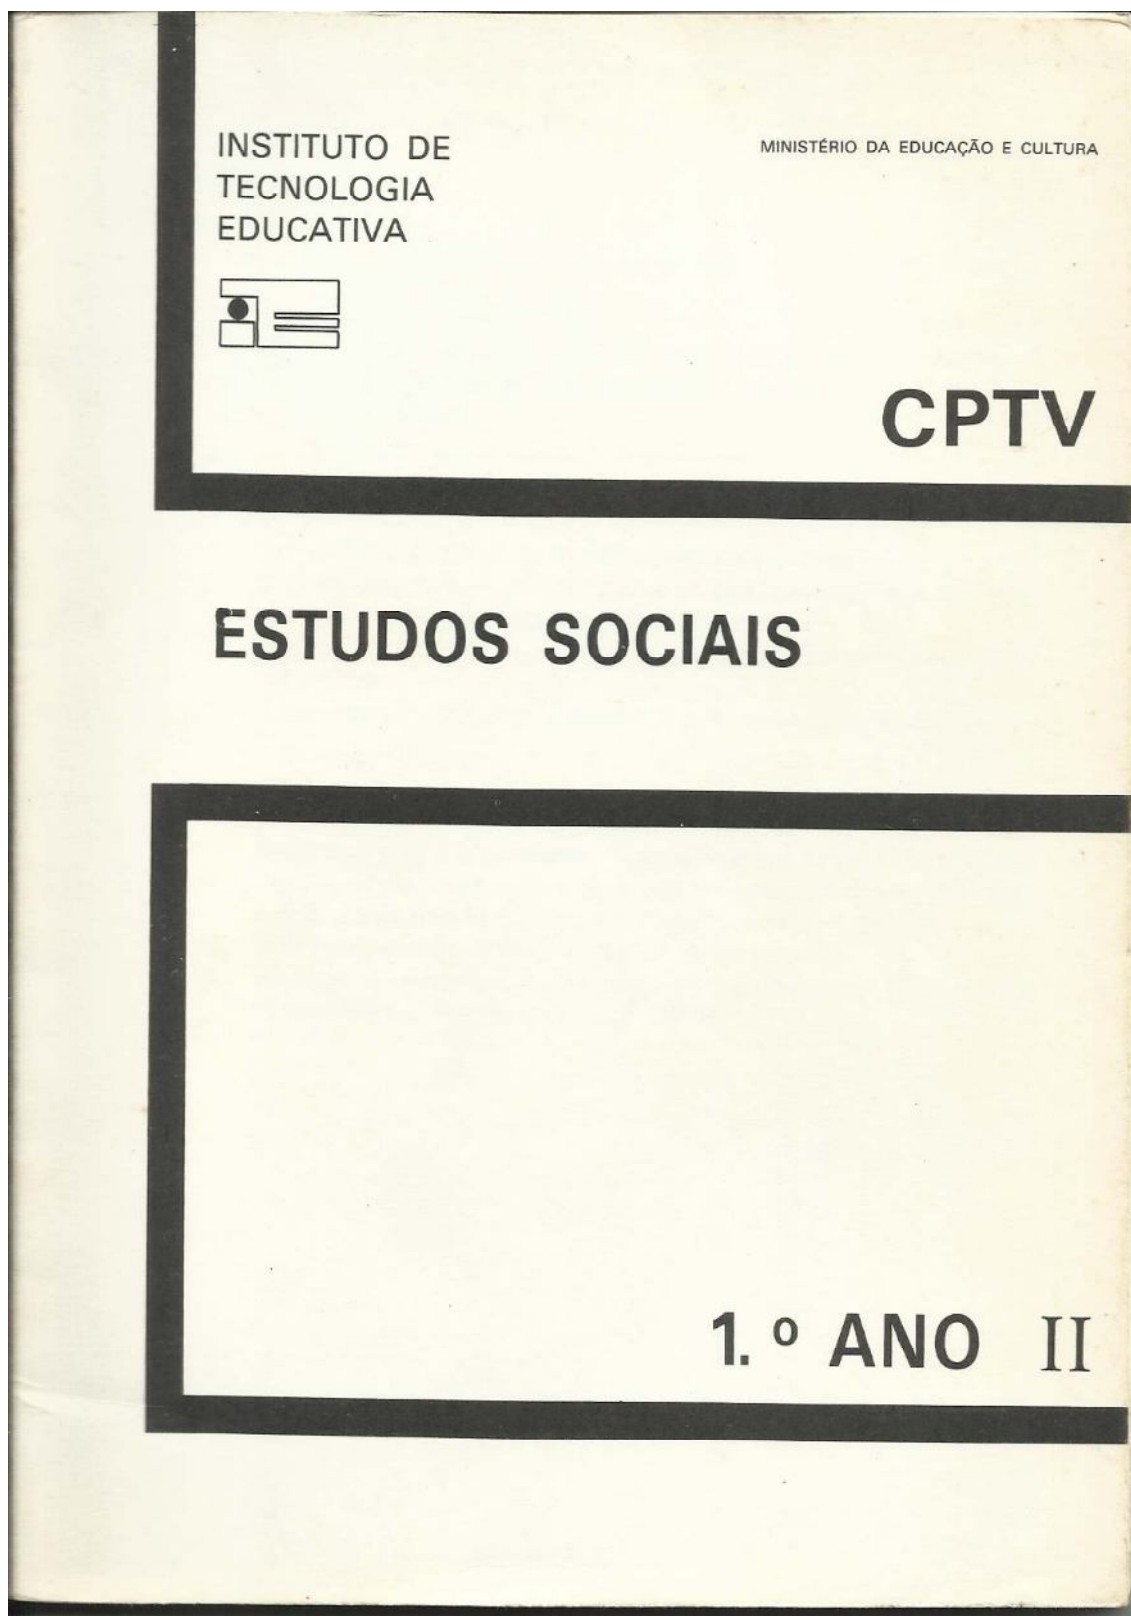 INSTITUTO DE
TECNOLOGIA
EDUCATIVA
MINISTÉRIO DA EDUCAÇÃO E CULTURA
CPTV
ESTUDOS SOCIAIS
1.º ANO II